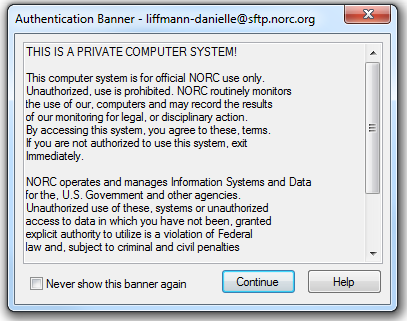 Authentication Banner - liffmann-danielle@sftp.norc.org
THIS IS A PRIVATE COMPUTER SYSTEM!
This computer system is for official NORC use only.
Unauthorized, use is prohibited. NORC routinely monitors
the use of our, computers and may record the results
of our monitoring for legal, or disciplinary action.
By accessing this system, you agree to these, terms.
If you are not authorized to use this system, exit
Immediately.
NORC operates and manages Information Systems and Data
for the, U.S. Government and other agencies.
Unauthorized use of these, systems or unauthorized
access to data in which you have not been, granted
explicit authority to utilize is a violation of Federal
law and, subject to criminal and civil penalties
Never show this banner again
Continue
Help